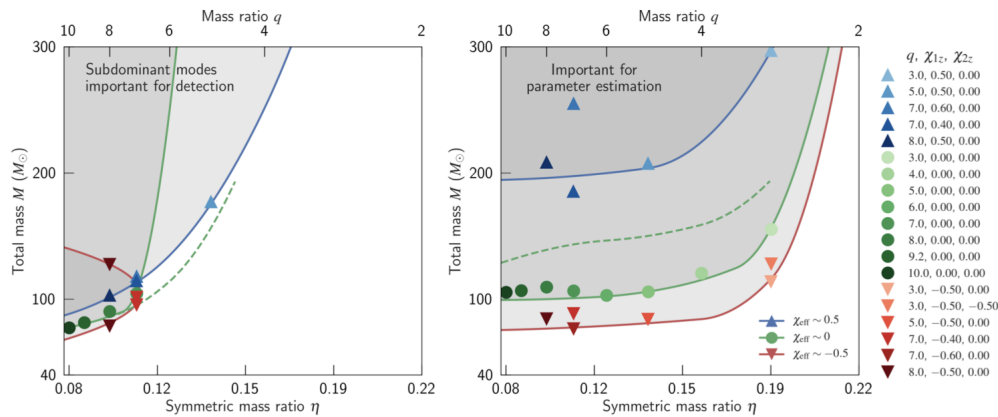 Mass ratio q
10 8 6 4 2
300
200
100
40
Total mass M (M⊙)
Subdominant modes
important for detection
0.08 0.12 0.15 0.19 0.22
Symmetric mass ratio η
Mass ratio q
10 8 6 4 2
300
200
100
40
Total mass M (M⊙)
Important for
parameter estimation
χeff ∼ 0.5
χeff ∼ 0
χeff ∼ −0.5
0.08 0.12 0.15 0.19 0.22
Symmetric mass ratio η
q, χ1z, χ2z
3.0, 0.50, 0.00
5.0, 0.50, 0.00
7.0, 0.60, 0.00
7.0, 0.40, 0.00
8.0, 0.50, 0.00
3.0, 0.00, 0.00
4.0, 0.00, 0.00
5.0, 0.00, 0.00
6.0, 0.00, 0.00
7.0, 0.00, 0.00
8.0, 0.00, 0.00
9.2, 0.00, 0.00
10.0, 0.00, 0.00
3.0, −0.50, 0.00
3.0, −0.50, −0.50
5.0, −0.50, 0.00
7.0, −0.40, 0.00
7.0, −0.60, 0.00
8.0, −0.50, 0.00